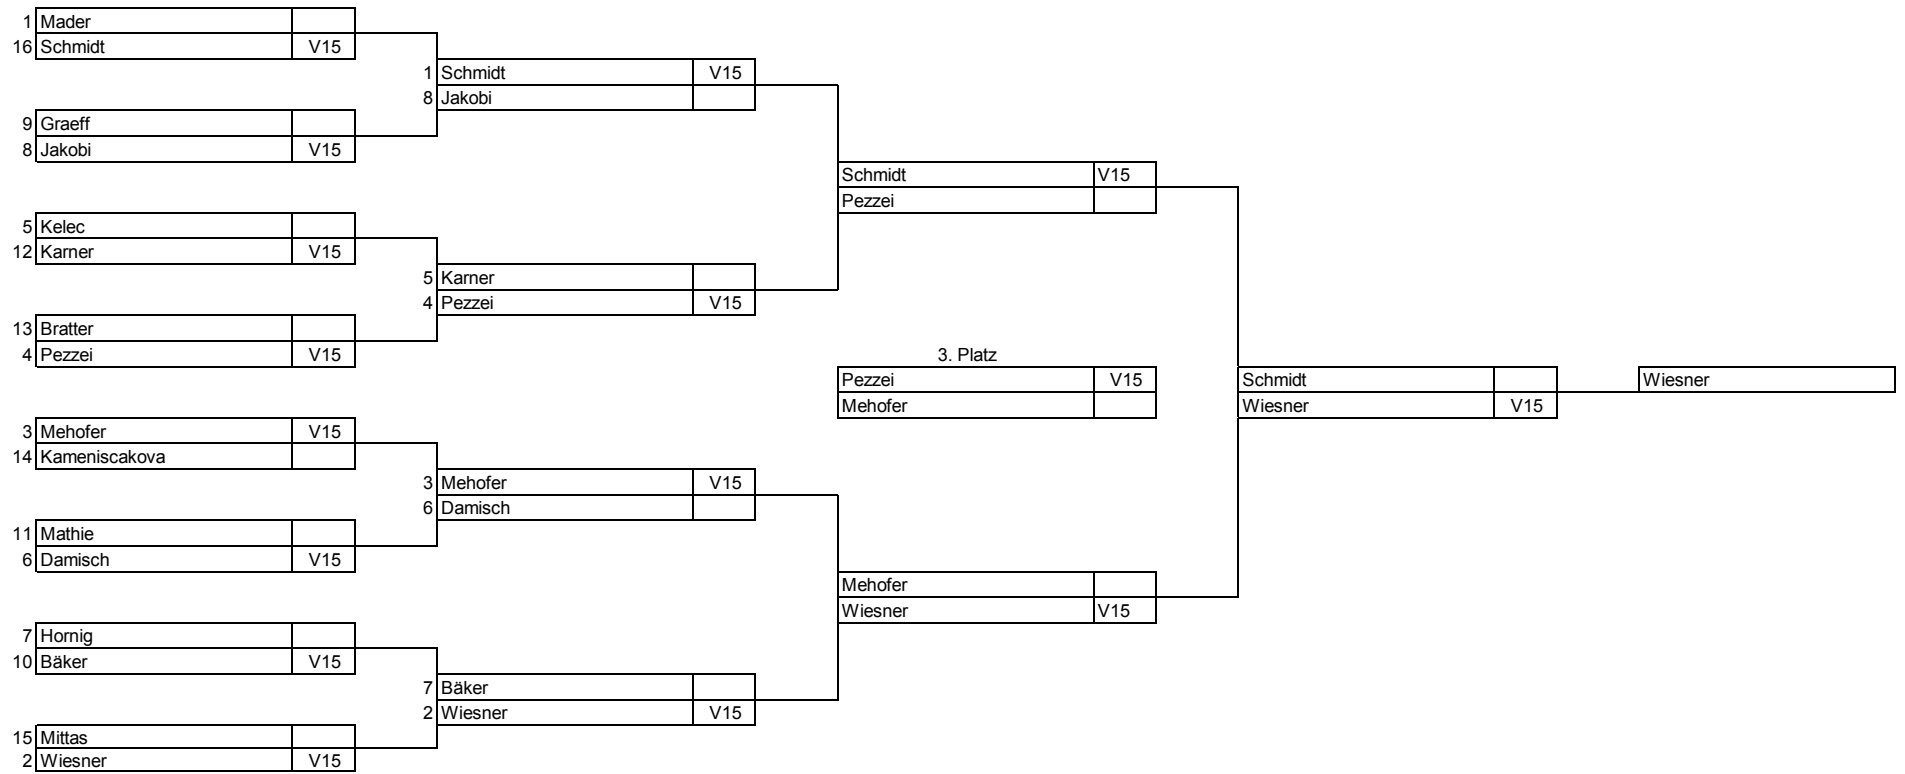 1 Mader
16 Schmidt V15
1 Schmidt V15
8 Jakobi
9 Graeff
8 Jakobi V15
Schmidt V15
Pezzei
5 Kelec
12 Karner V15
5 Karner
4 Pezzei V15
13 Bratter
4 Pezzei V15
3. Platz
Pezzei V15
Mehofer
Schmidt
Wiesner V15
Wiesner
3 Mehofer V15
14 Kameniscakova
3 Mehofer V15
6 Damisch
11 Mathie
6 Damisch V15
Mehofer
Wiesner V15
7 Hornig
10 Bäker V15
7 Bäker
2 Wiesner V15
15 Mittas
2 Wiesner V15